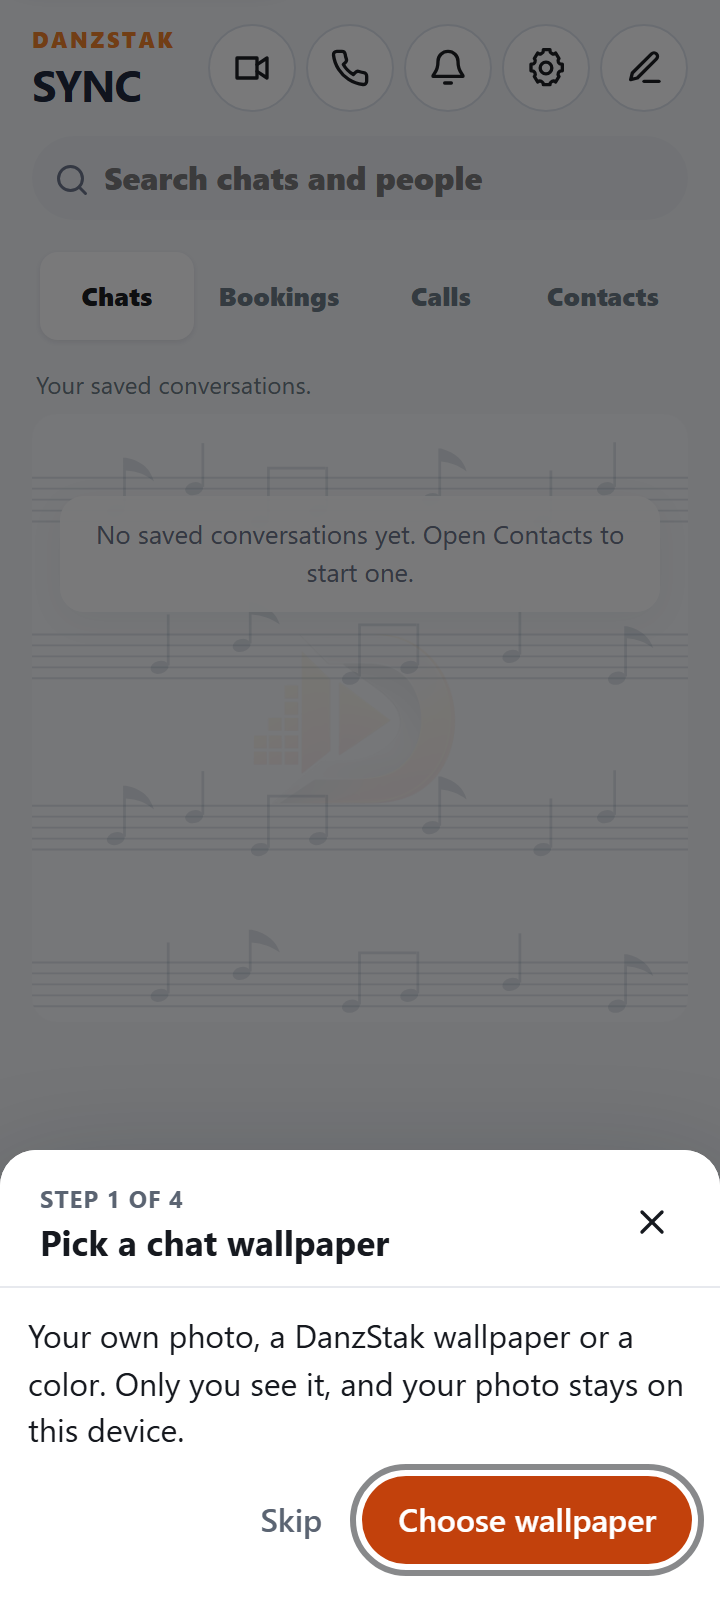 DANZSTAK
SYNC
Search chats and people
Chats Bookings Calls Contacts
Your saved conversations.
No saved conversations yet. Open Contacts to
start one.
STEP 1 OF 4
Pick a chat wallpaper
Your own photo, a DanzStak wallpaper or a
color. Only you see it, and your photo stays on
this device.
Skip Choose wallpaper